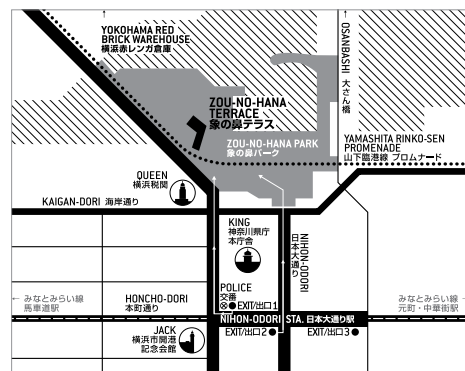 YOKOHAMA RED
BRICK WAREHOUSE
横浜赤レンガ倉庫
OSANBASHI 大さん橋
ZOU-NO-HANA
TERRACE
象の鼻テラス
ZOU-NO-HANA PARK
象の鼻パーク
YAMASHITA RINKO-SEN
PROMENADE
山下臨港線 プロムナード
QUEEN
横浜税関
KAIGAN-DORI 海岸通り
KING
神奈川県庁
本庁舎
NIHON-ODORI
日本大通り
POLICE
交番
EXIT/出口1
← みなとみらい線
馬車道駅
HONCHO-DORI
本町通り
みなとみらい線 →
元町・中華街駅
NIHON-ODORI STA. 日本大通り駅
JACK
横浜市開港
記念会館
EXIT/出口2
EXIT/出口3